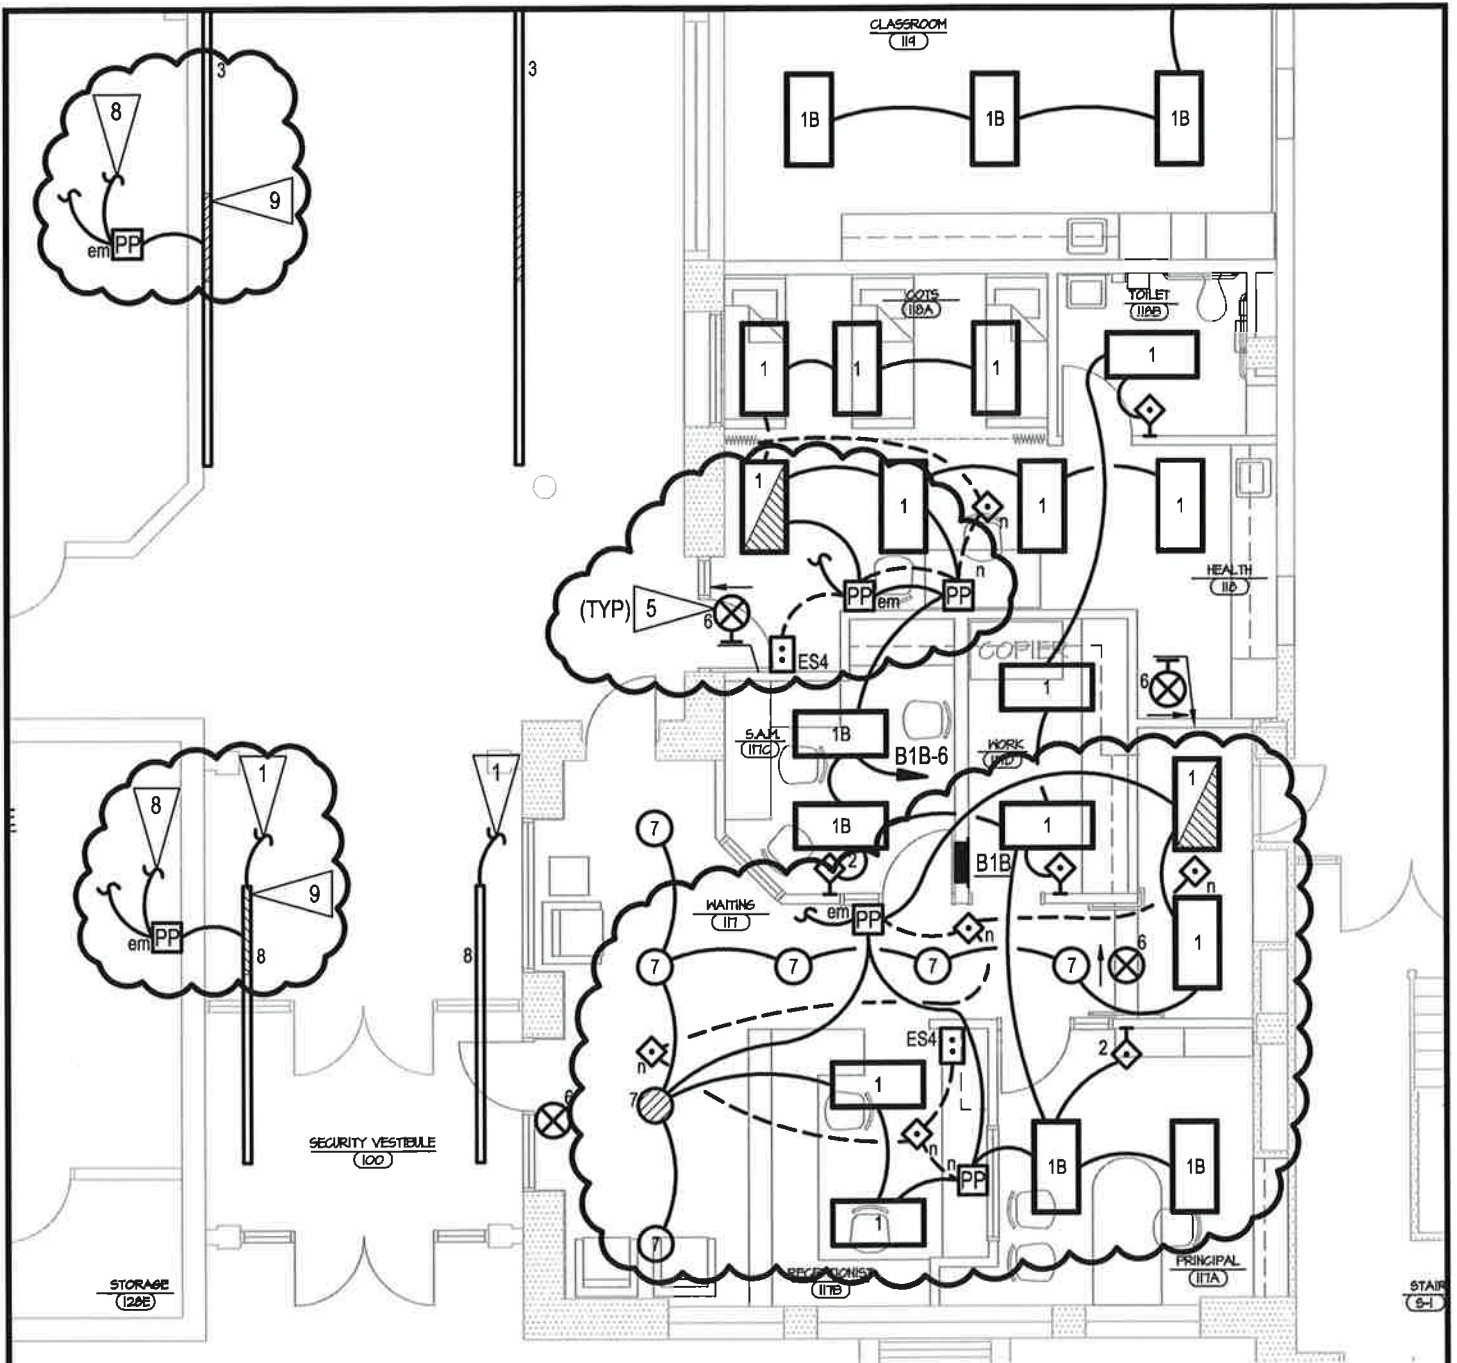 CLASSROOM
119
3
3
8
1B
1B
1B
9
em
PP
COTS
118A
TOILET
118B
1
1
1
1
1
1
1
1
n
n
HEALTH
118
(TYP)
5
6
PP
em
PP
ES4
COPIER
1
6
S.A.M.
117C
1B
B1B-6
WORK
117D
1
1
8
1
1B
1
7
2
B1B
n
9
WAITING
117
em
PP
n
1
em
PP
8
8
7
7
7
7
6
n
ES4
2
7
1
6
SECURITY VESTIBULE
100
n
n
PP
1B
1B
7
1
STORAGE
128E
RECEPTIONIST
117B
PRINCIPAL
117A
STAIR
S-1